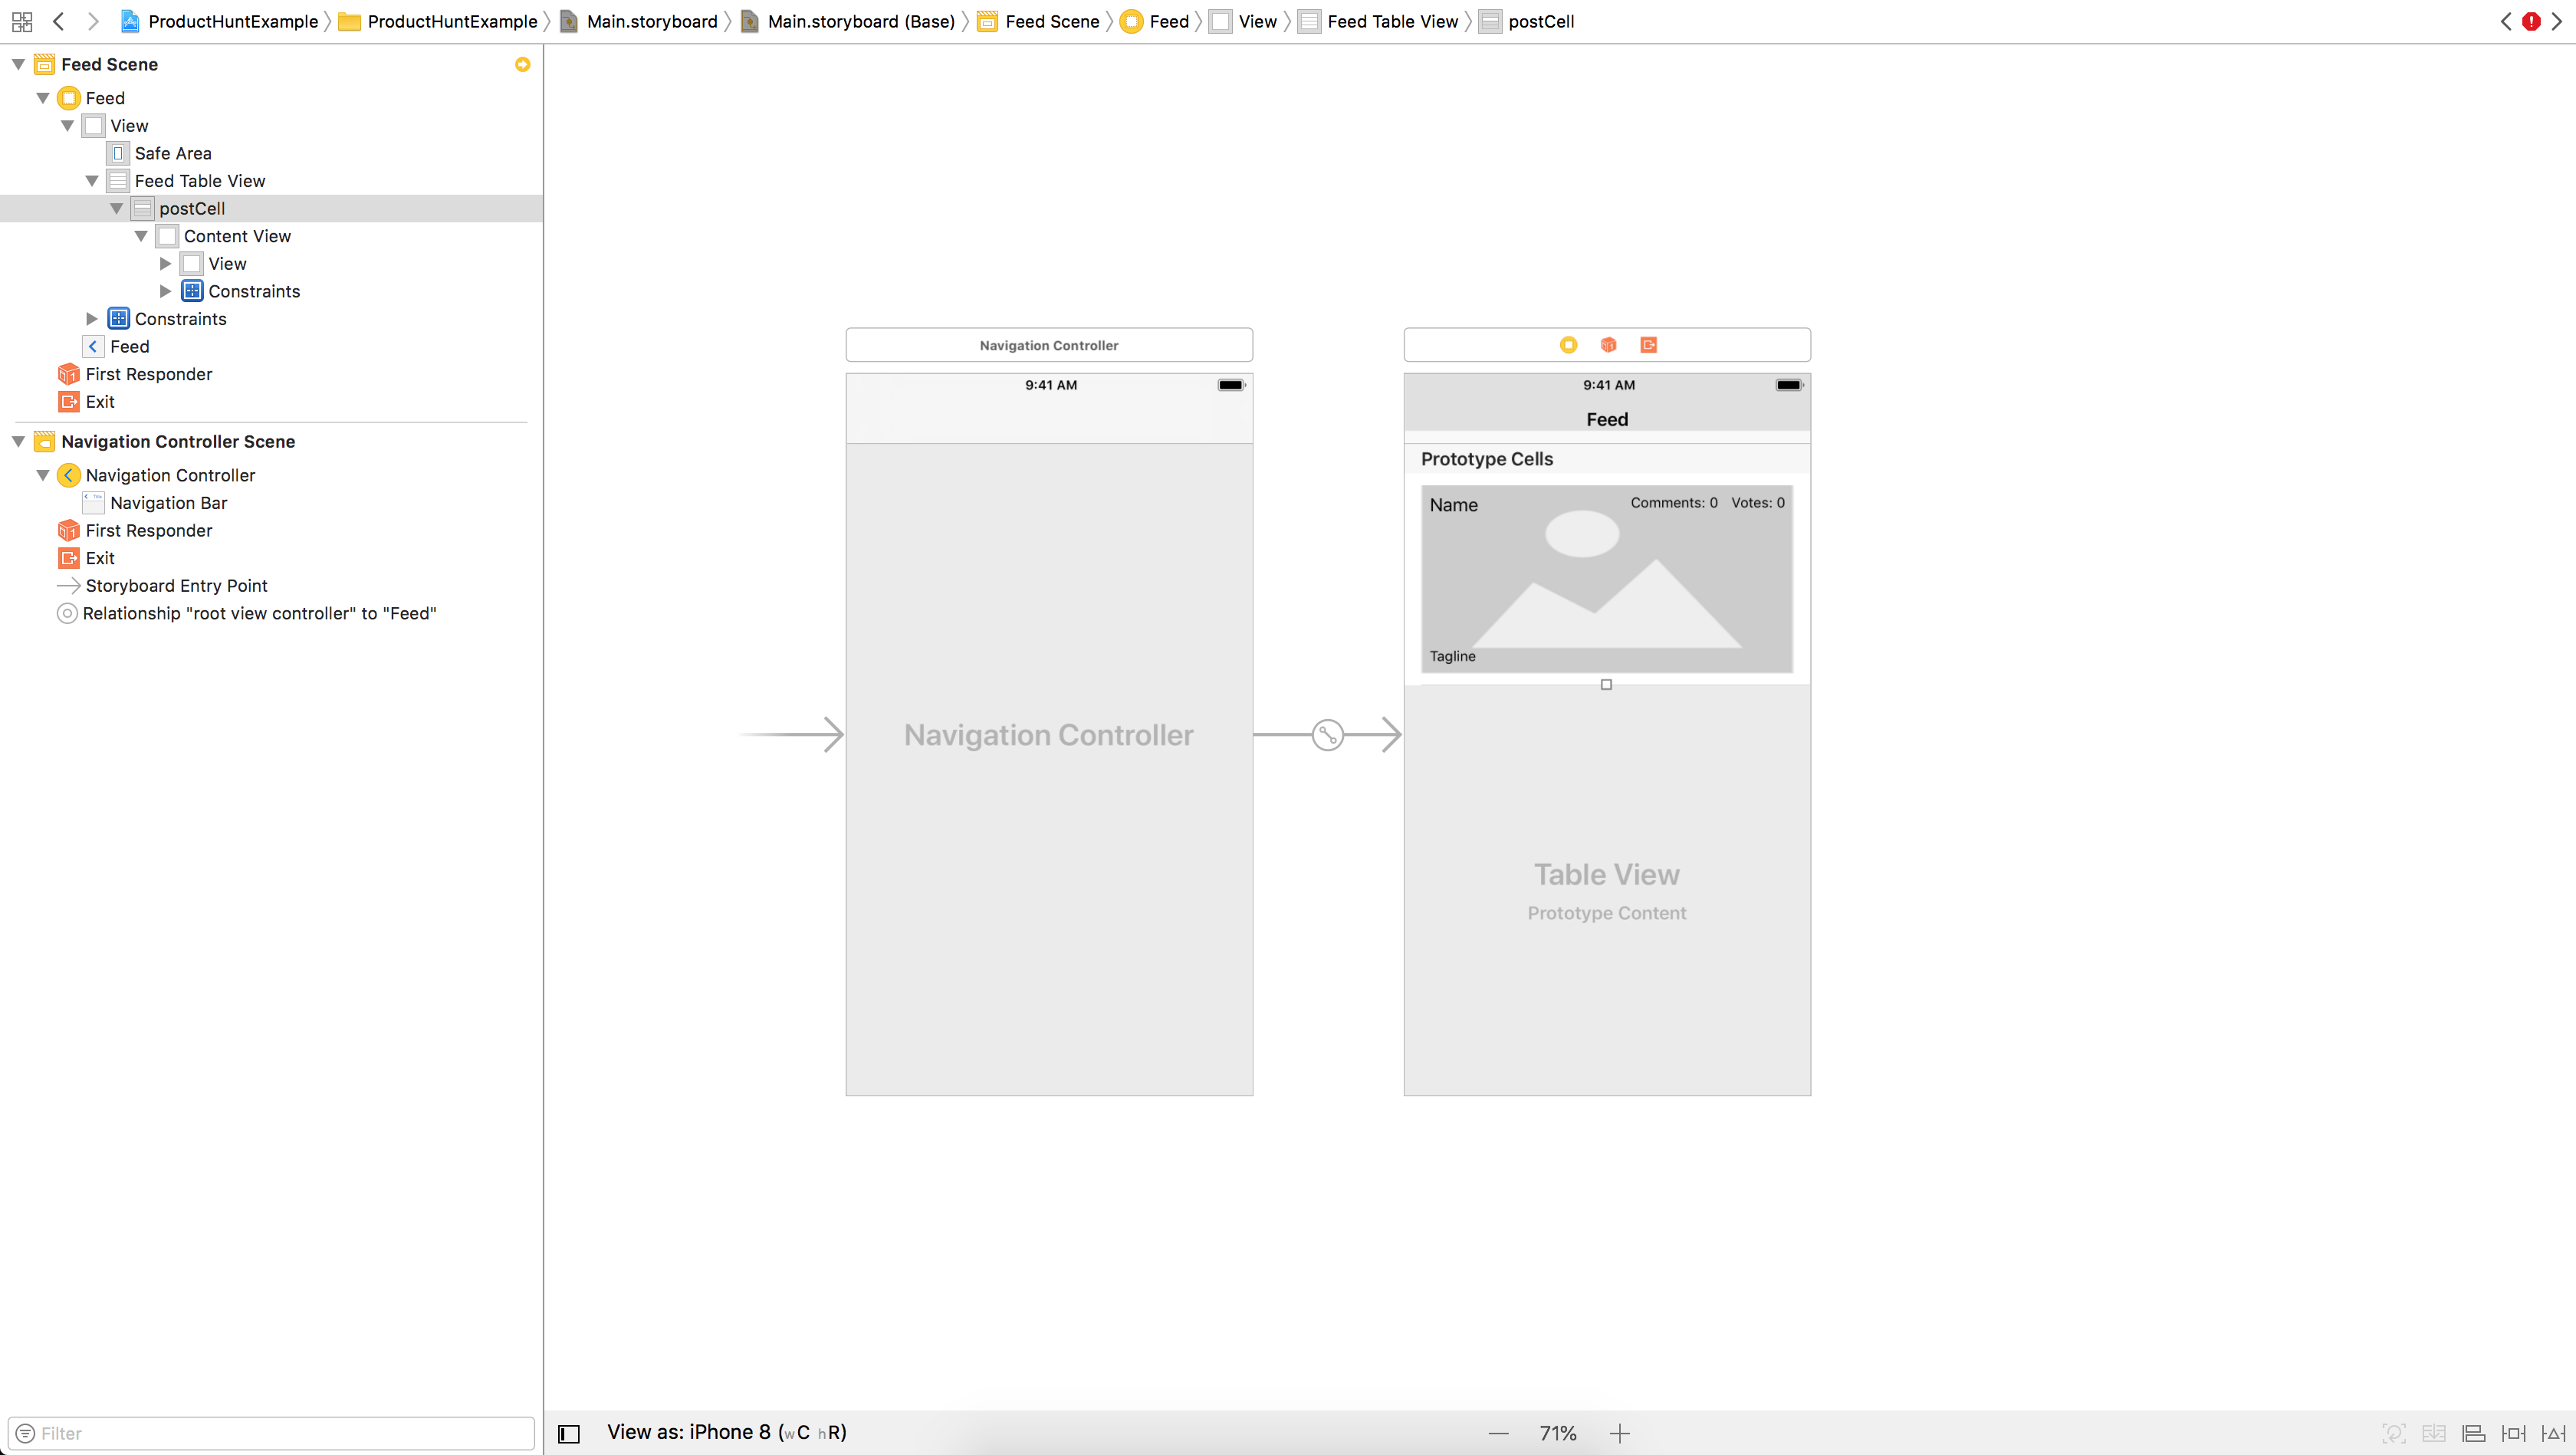 ProductHuntExample ProductHuntExample Main.storyboard Main.storyboard (Base) Feed Scene Feed View Feed Table View postCell
Feed Scene
Feed
View
Safe Area
Feed Table View
postCell
Content View
View
Constraints
Constraints
Feed
First Responder
Exit
Navigation Controller Scene
Navigation Controller
Navigation Bar
First Responder
Exit
Storyboard Entry Point
Relationship "root view controller" to "Feed"
Filter
Navigation Controller
9:41 AM
Navigation Controller
9:41 AM
Feed
Prototype Cells
Name Comments: 0 Votes: 0
Tagline
Table View
Prototype Content
View as: iPhone 8 (wC hR)
71%